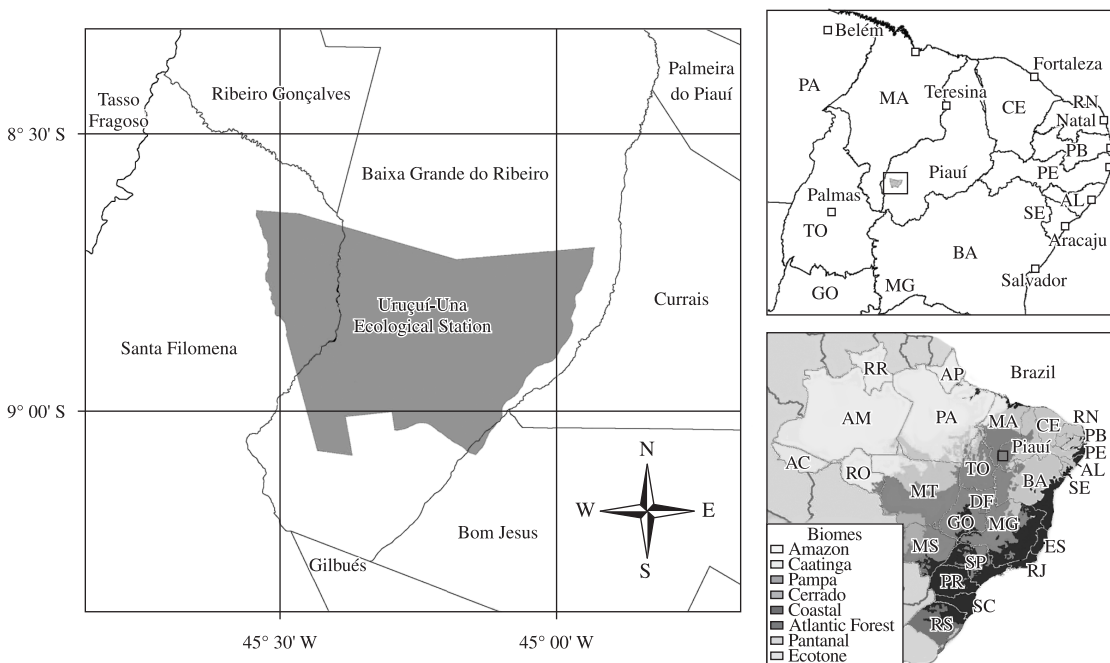 Tasso
Fragoso
Ribeiro Gonçalves
Palmeira
do Piauí
8° 30' S
Baixa Grande do Ribeiro
Uruçuí-Una
Ecological Station
Currais
Santa Filomena
9° 00' S
N
W
E
S
Bom Jesus
Gilbués
45° 30' W
45° 00' W
Belém
Fortaleza
PA
MA
Teresina
CE
RN
Natal
PB
Piauí
PE
Palmas
AL
SE
TO
Aracaju
BA
Salvador
GO
MG
RR
AP
Brazil
AM
PA
MA
CE
RN
PB
Piauí
PE
AC
RO
TO
AL
BA
SE
MT
DF
GO
MG
MS
ES
SP
RJ
PR
SC
RS
Biomes
Amazon
Caatinga
Pampa
Cerrado
Coastal
Atlantic Forest
Pantanal
Ecotone